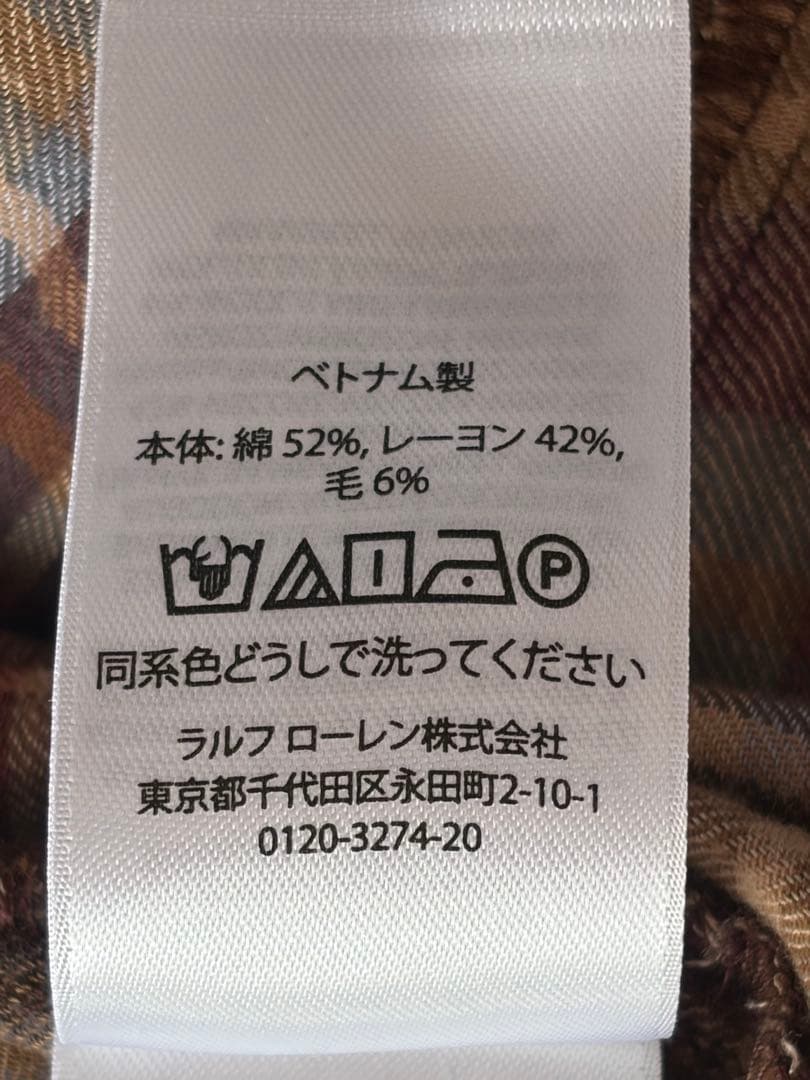 ベトナム製
本体: 綿 52%, レーヨン 42%,
毛 6%
P
同系色どうしで洗ってください
ラルフ ローレン株式会社
東京都千代田区永田町2-10-1
0120-3274-20